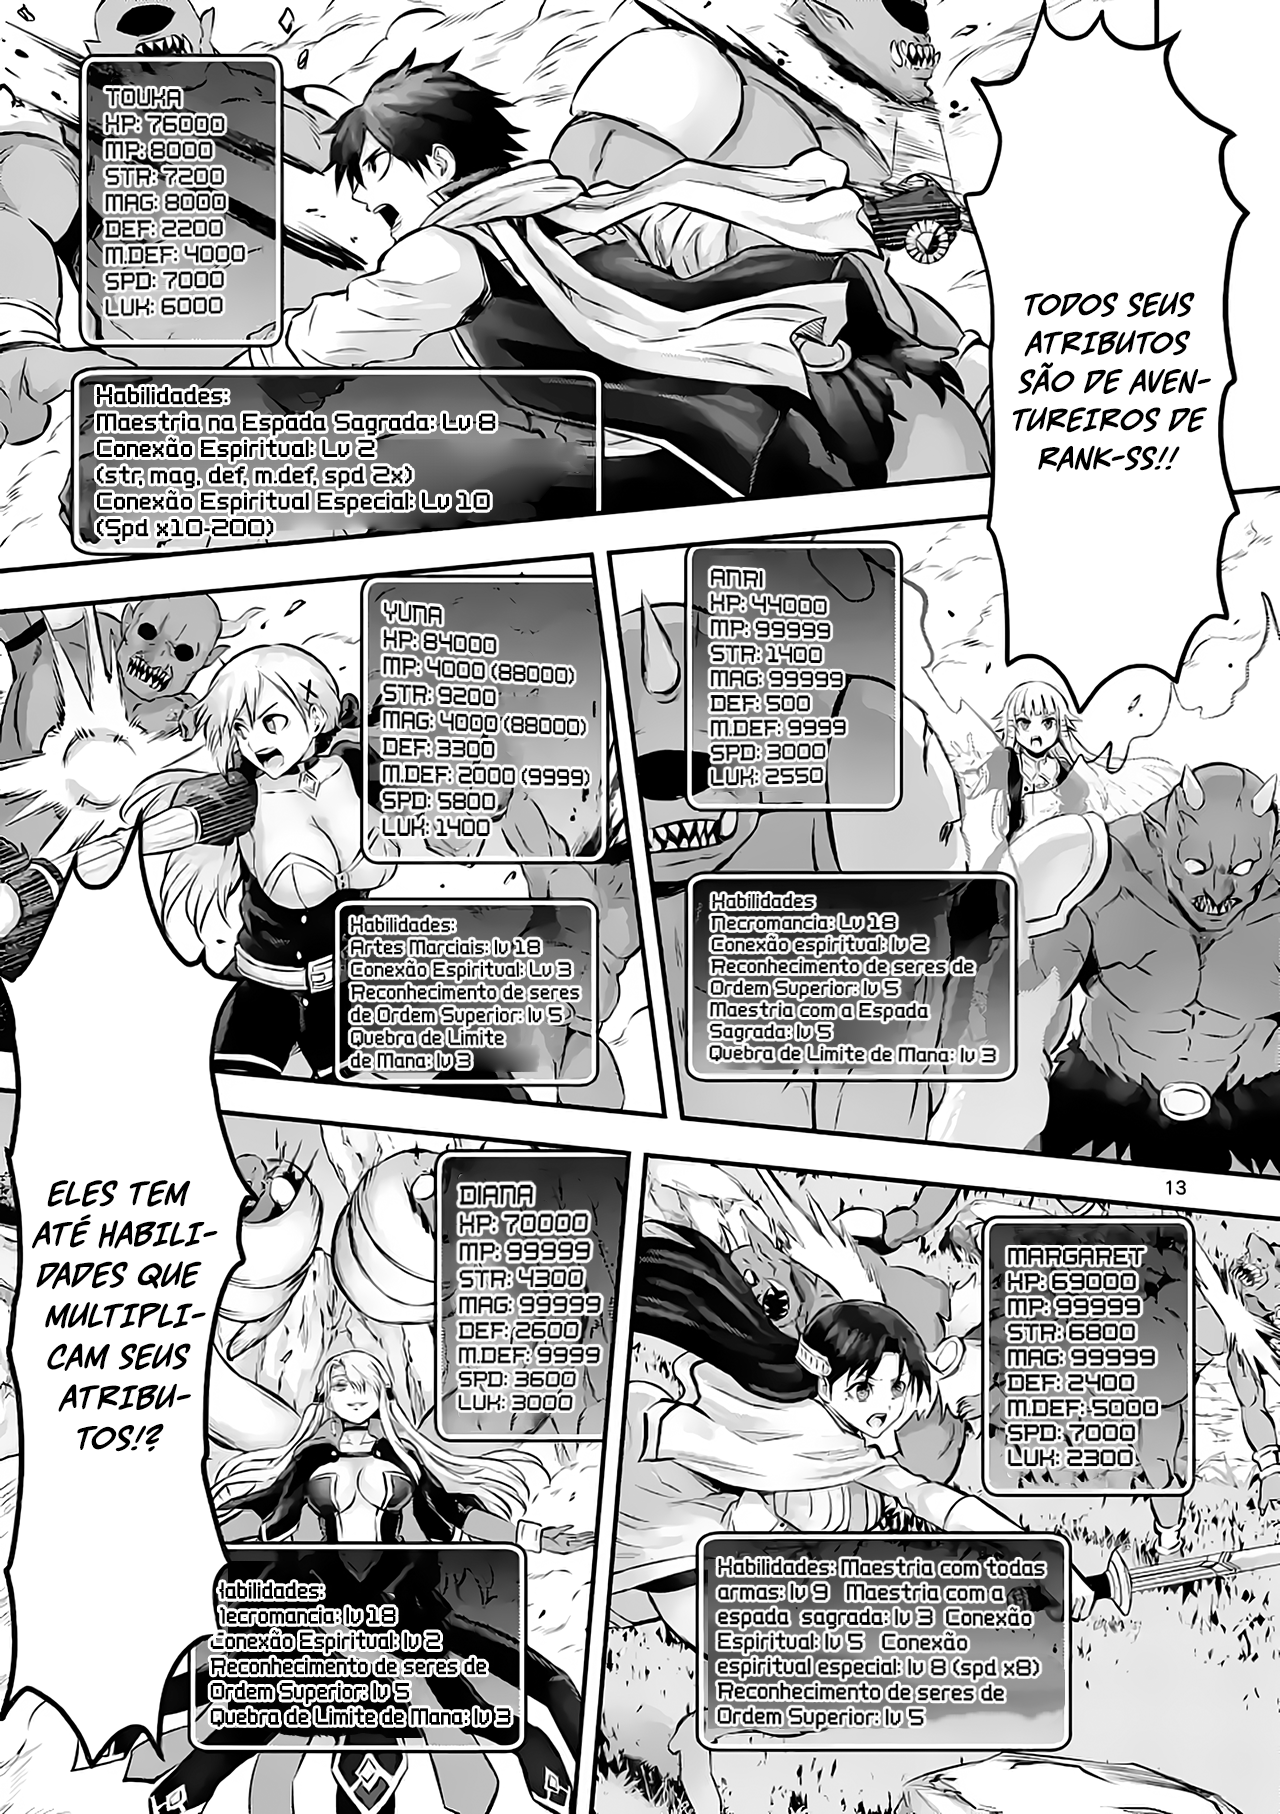 TODOS SEUS
ATRIBUTOS
SÃO DE AVEN-
TUREIROS DE
RANK-SS!!
TOUKA
HP: 76000
MP: 8000
STR: 7200
MAG: 8000
DEF: 2200
M.DEF: 4000
SPD: 7000
LUK: 6000
Habilidades:
Maestria na Espada Sagrada: Lv 8
Conexão Espiritual: Lv 2
(str, mag, def, m.def, spd 2x)
Conexão Espiritual Especial: Lv 10
(Spd x10-200)
ANRI
HP: 44000
MP: 99999
STR: 1400
MAG: 99999
DEF: 500
M.DEF: 9999
SPD: 3000
LUK: 2550
Habilidades
Necromancia: Lv 18
Conexão espiritual: lv 2
Reconhecimento de seres de
Ordem Superior: lv 5
Maestria com a Espada
Sagrada: lv 5
Quebra de Limite de Mana: lv 3
YUNA
HP: 84000
MP: 4000 (88000)
STR: 9200
MAG: 4000 (88000)
DEF: 3300
M.DEF: 2000 (9999)
SPD: 5800
LUK: 1400
Habilidades:
Artes Marciais: lv 18
Conexão Espiritual: Lv 3
Reconhecimento de seres
de Ordem Superior: lv 5
Quebra de Limite
de Mana: lv 3
13
MARGARET
HP: 69000
MP: 99999
STR: 6800
MAG: 99999
DEF: 2400
M.DEF: 5000
SPD: 7000
LUK: 2300
Habilidades: Maestria com todas
armas: lv 9 Maestria com a
espada sagrada: lv 3 Conexão
Espiritual: lv 5 Conexão
espiritual especial: lv 8 (spd x8)
Reconhecimento de seres de
Ordem Superior: lv 5
DIANA
HP: 70000
MP: 99999
STR: 4300
MAG: 99999
DEF: 2600
M.DEF: 9999
SPD: 3600
LUK: 3000
Habilidades:
Necromancia: lv 18
Conexão Espiritual: lv 2
Reconhecimento de seres de
Ordem Superior: lv 5
Quebra de Limite de Mana: lv 3
ELES TEM
ATÉ HABILI-
DADES QUE
MULTIPLI-
CAM SEUS
ATRIBU-
TOS!?